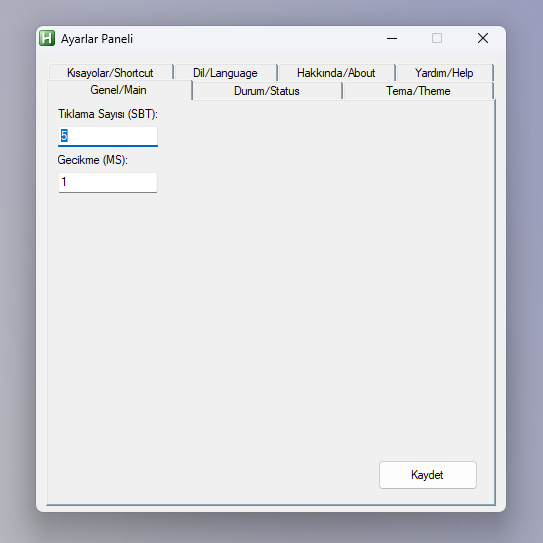 Ayarlar Paneli
Kısayolar/Shortcut Dil/Language Hakkında/About Yardım/Help
Genel/Main Durum/Status Tema/Theme
Tıklama Sayısı (SBT):
5
Gecikme (MS):
1
Kaydet